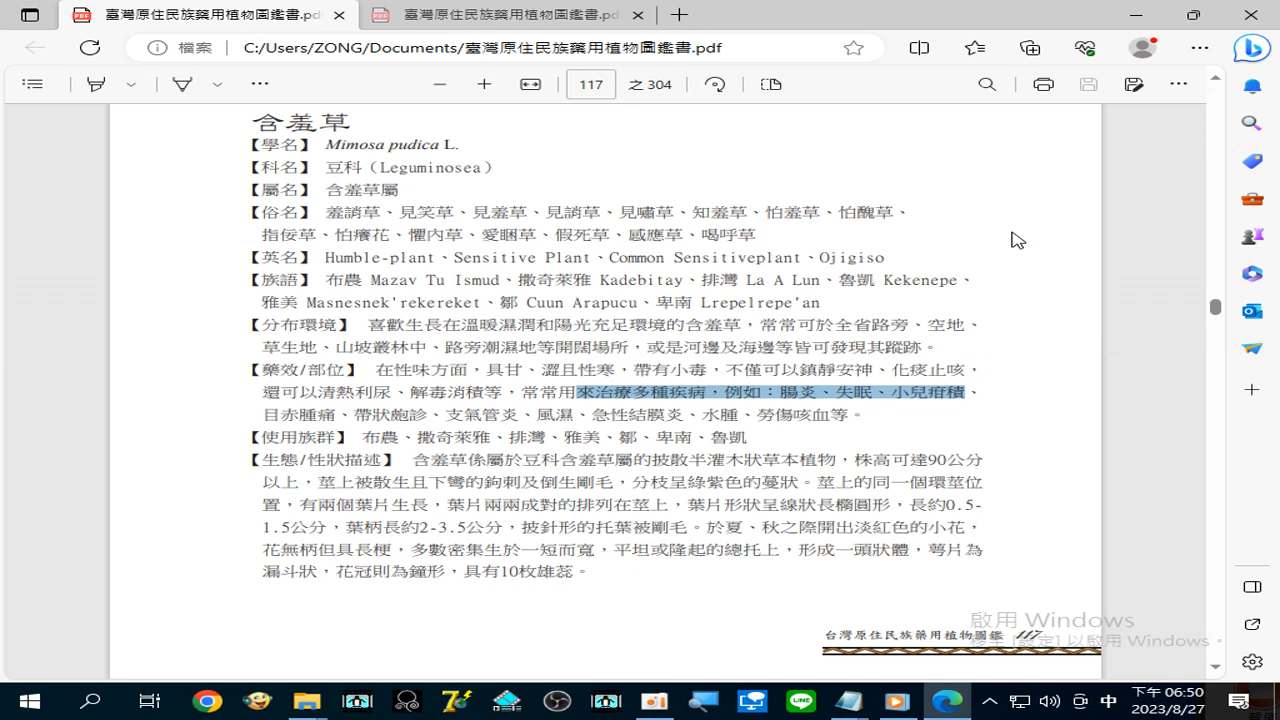 臺灣原住民族藥用植物圖鑑書.pdf
臺灣原住民族藥用植物圖鑑書.pdf
檔案 C:/Users/ZONG/Documents/臺灣原住民族藥用植物圖鑑書.pdf
117 之 304
含羞草
【學名】 Mimosa pudica L.
【科名】 豆科（Leguminosea）
【屬名】 含羞草屬
【俗名】 羞誚草、見笑草、見羞草、見誚草、見嘯草、知羞草、怕羞草、怕醜草、
指佞草、怕癢花、懼內草、愛睏草、假死草、感應草、喝呼草
【英名】 Humble-plant、Sensitive Plant、Common Sensitiveplant、Ojigiso
【族語】 布農 Mazav Tu Ismud、撒奇萊雅 Kadebitay、排灣 La A Lun、魯凱 Kekenepe、
雅美 Masnesnek'rekereket、鄒 Cuun Arapucu、卑南 Lrepelrepe'an
【分布環境】 喜歡生長在溫暖濕潤和陽光充足環境的含羞草，常常可於全省路旁、空地、
草生地、山坡叢林中、路旁潮濕地等開闊場所，或是河邊及海邊等皆可發現其蹤跡。
【藥效/部位】 在性味方面，具甘、澀且性寒，帶有小毒，不僅可以鎮靜安神、化痰止咳，
還可以清熱利尿、解毒消積等，常常用來治療多種疾病，例如：腸炎、失眠、小兒疳積、
目赤腫痛、帶狀皰診、支氣管炎、風濕、急性結膜炎、水腫、勞傷咳血等。
【使用族群】 布農、撒奇萊雅、排灣、雅美、鄒、卑南、魯凱
【生態/性狀描述】 含羞草係屬於豆科含羞草屬的披散半灌木狀草本植物，株高可達90公分
以上，莖上被散生且下彎的鉤刺及倒生剛毛，分枝呈綠紫色的蔓狀。莖上的同一個環莖位
置，有兩個葉片生長，葉片兩兩成對的排列在莖上，葉片形狀呈線狀長橢圓形，長約0.5-
1.5公分，葉柄長約2-3.5公分，披針形的托葉被剛毛。於夏、秋之際開出淡紅色的小花，
花無柄但具長梗，多數密集生於一短而寬，平坦或隆起的總托上，形成一頭狀體，萼片為
漏斗狀，花冠則為鐘形，具有10枚雄蕊。
台灣原住民族藥用植物圖鑑 117
啟用 Windows
移至 [設定] 以啟用 Windows。
中
下午 06:50
2023/8/27